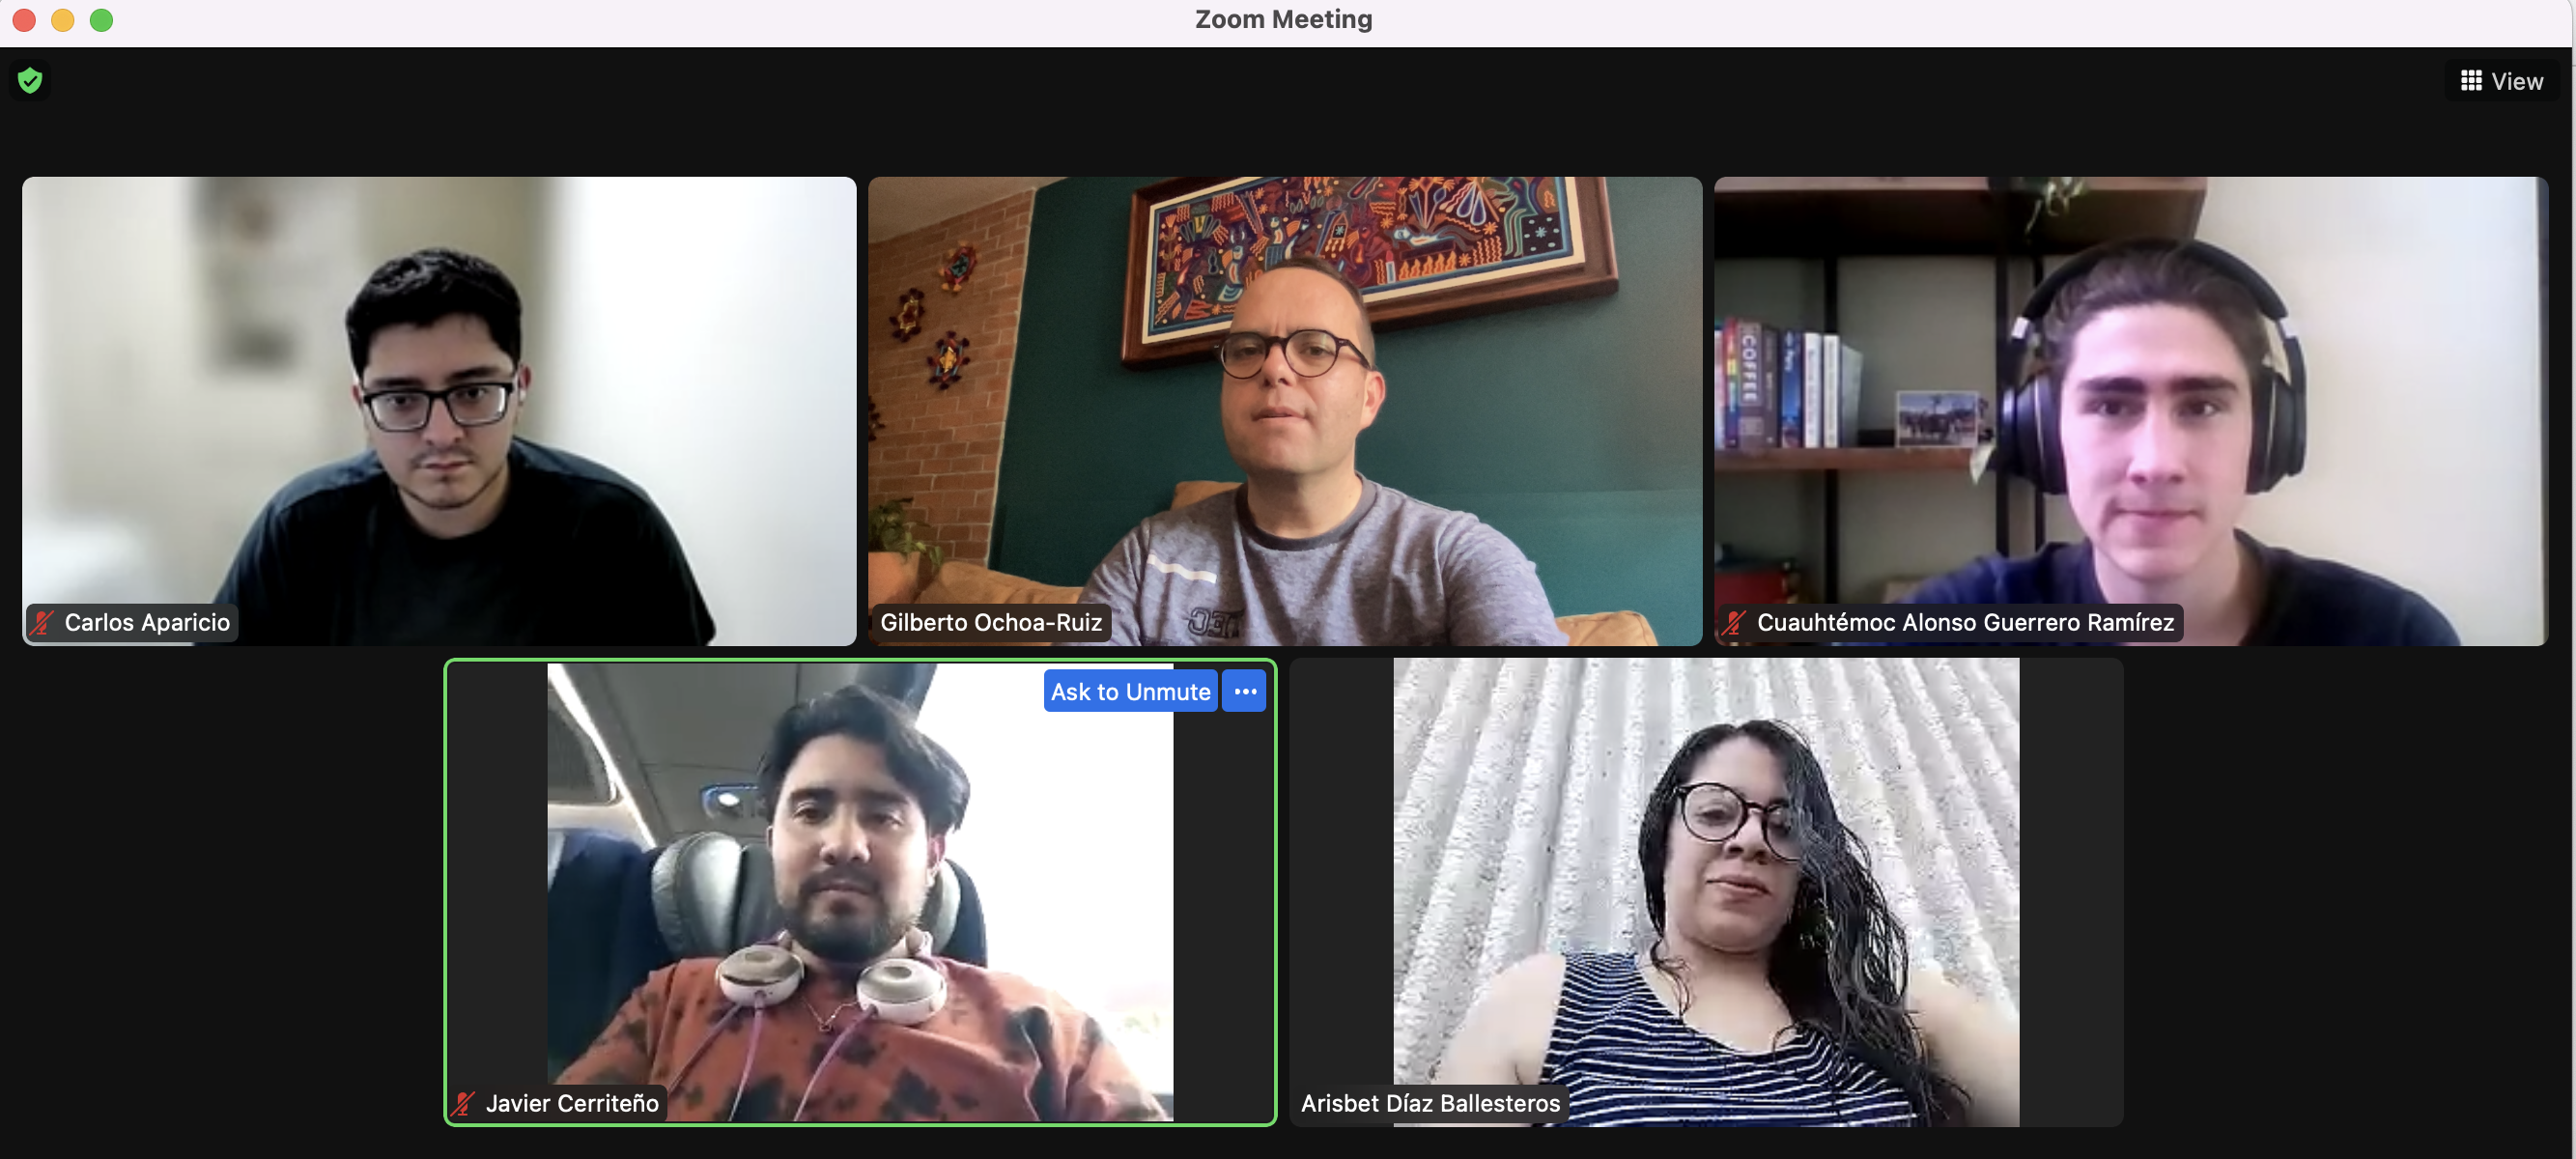 Zoom Meeting
View
COFFEE
Carlos Aparicio
Gilberto Ochoa-Ruiz
Cuauhtémoc Alonso Guerrero Ramírez
Ask to Unmute
Javier Cerriteño
Arisbet Díaz Ballesteros